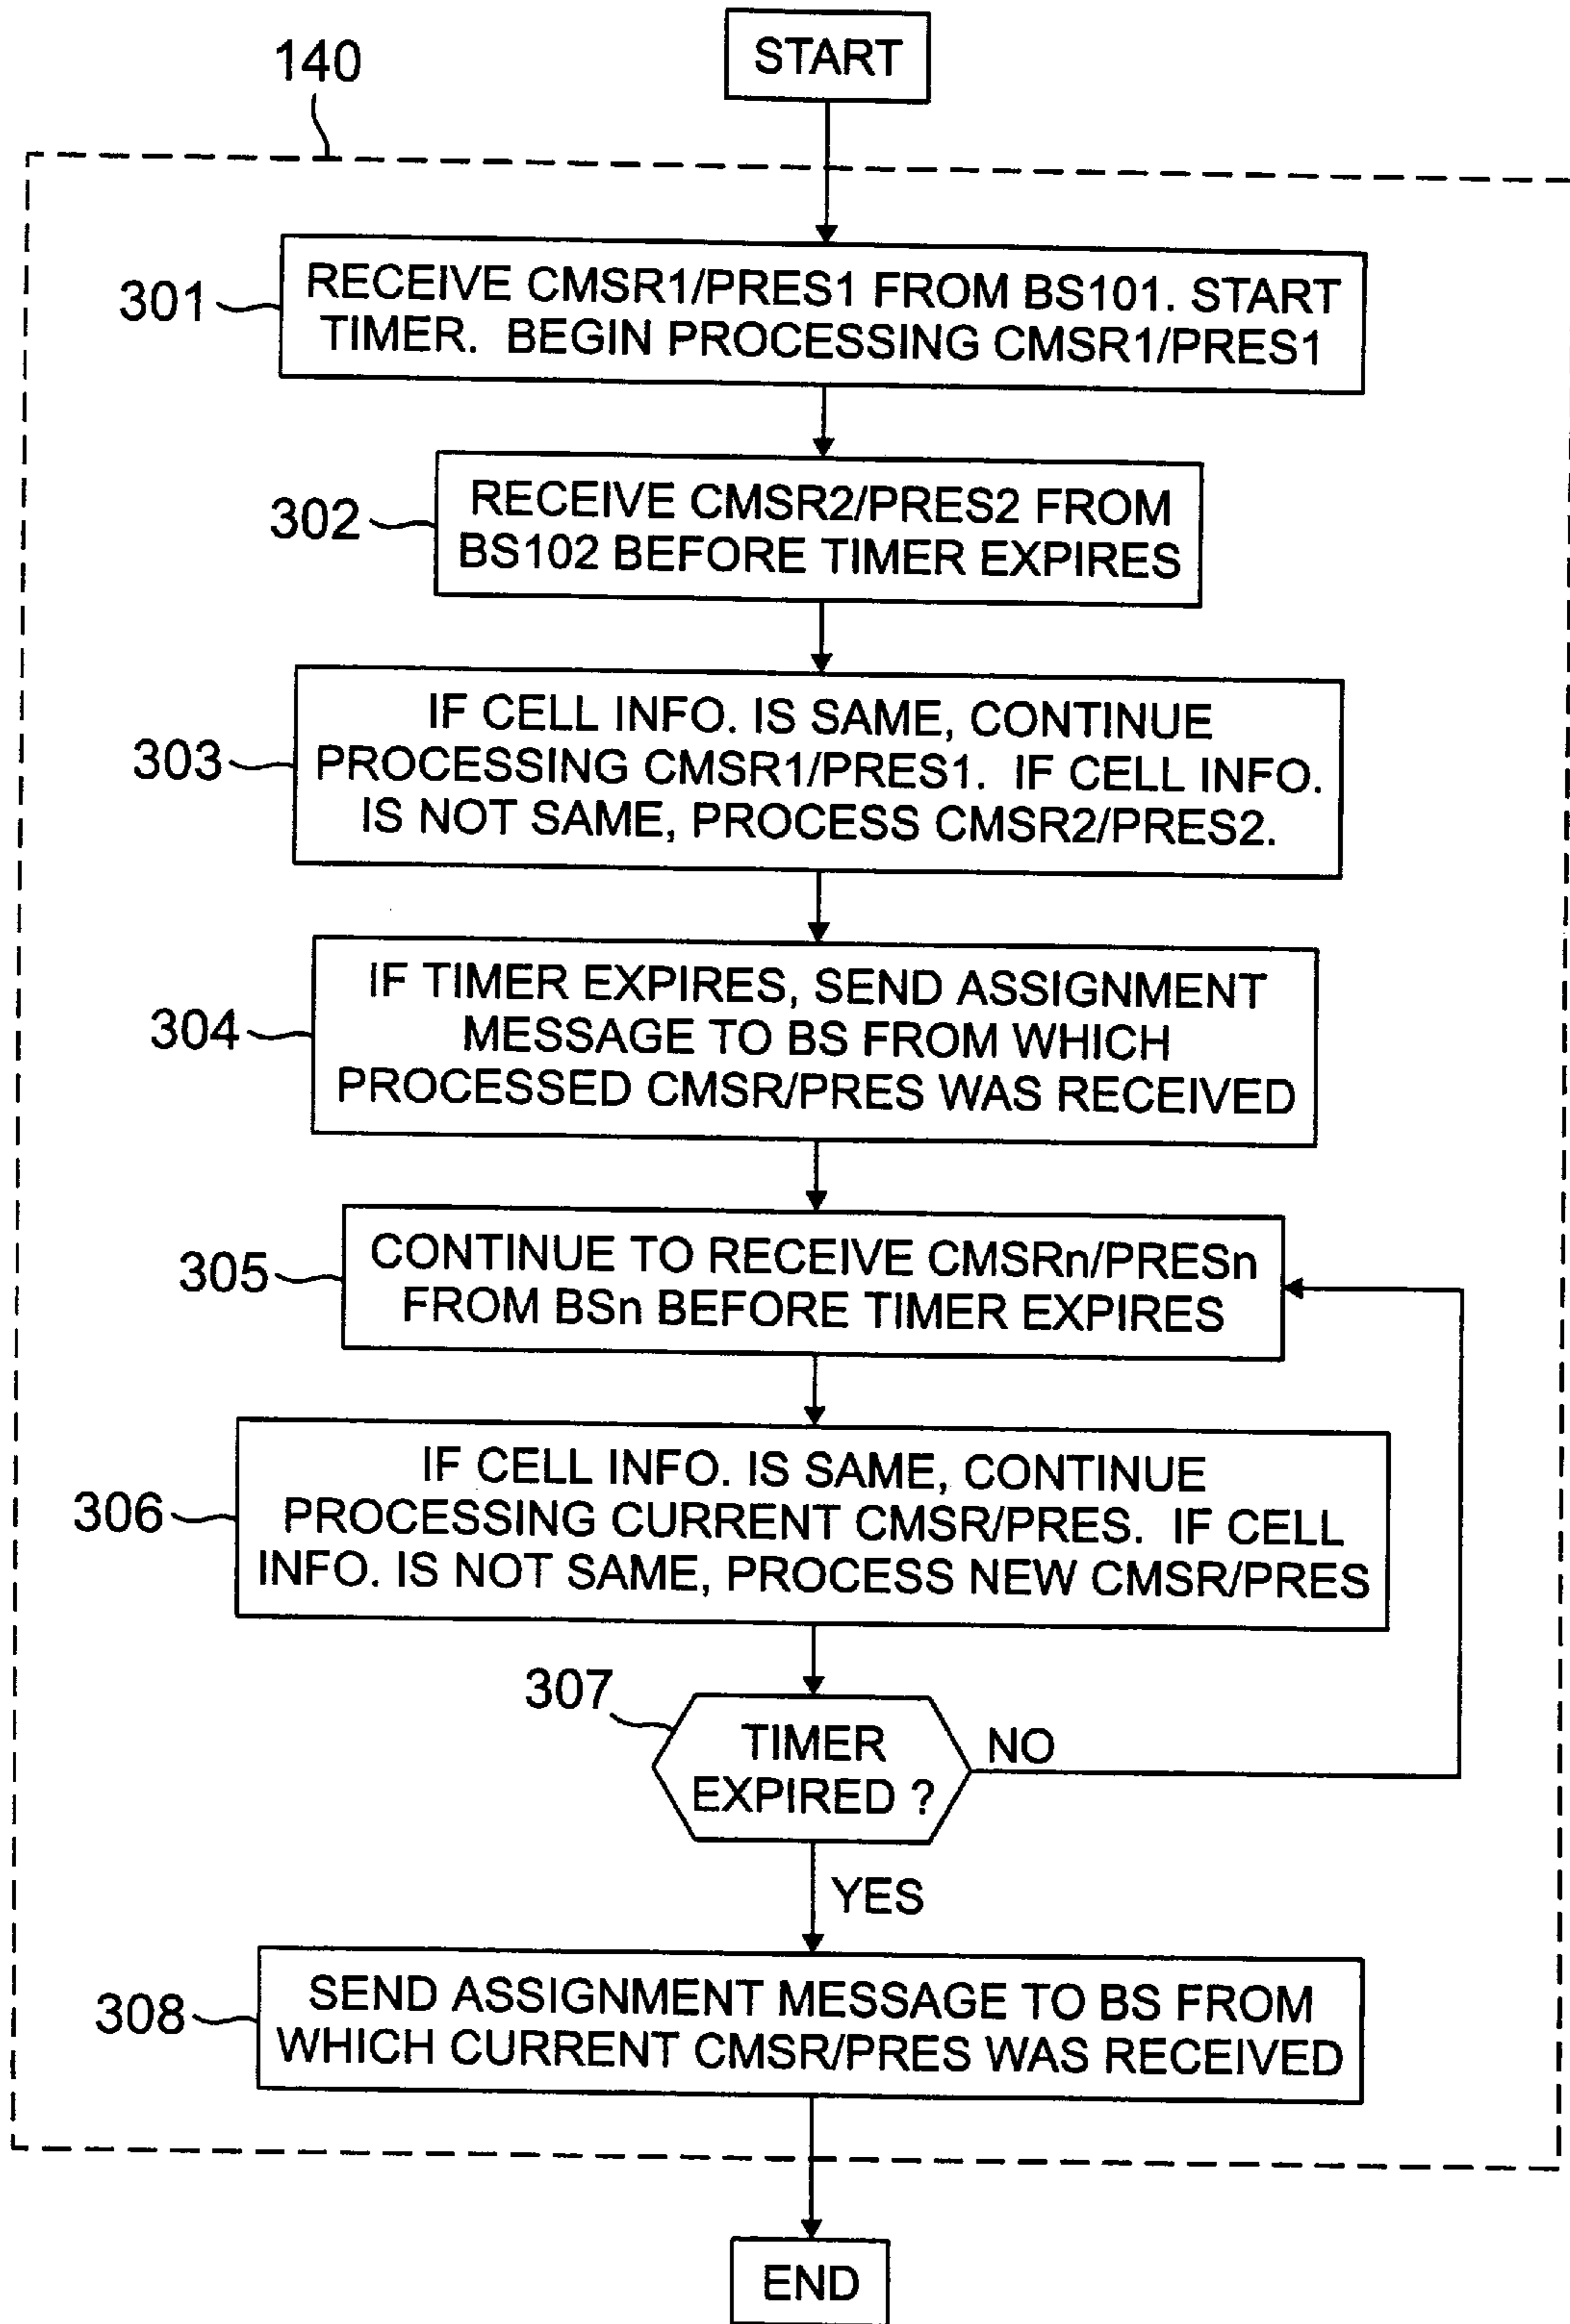 START
140
301
RECEIVE CMSR1/PRES1 FROM BS101. START
TIMER. BEGIN PROCESSING CMSR1/PRES1
302
RECEIVE CMSR2/PRES2 FROM
BS102 BEFORE TIMER EXPIRES
303
IF CELL INFO. IS SAME, CONTINUE
PROCESSING CMSR1/PRES1. IF CELL INFO.
IS NOT SAME, PROCESS CMSR2/PRES2.
304
IF TIMER EXPIRES, SEND ASSIGNMENT
MESSAGE TO BS FROM WHICH
PROCESSED CMSR/PRES WAS RECEIVED
305
CONTINUE TO RECEIVE CMSRn/PRESn
FROM BSn BEFORE TIMER EXPIRES
306
IF CELL INFO. IS SAME, CONTINUE
PROCESSING CURRENT CMSR/PRES. IF CELL
INFO. IS NOT SAME, PROCESS NEW CMSR/PRES
307
TIMER
EXPIRED ?
NO
YES
308
SEND ASSIGNMENT MESSAGE TO BS FROM
WHICH CURRENT CMSR/PRES WAS RECEIVED
END